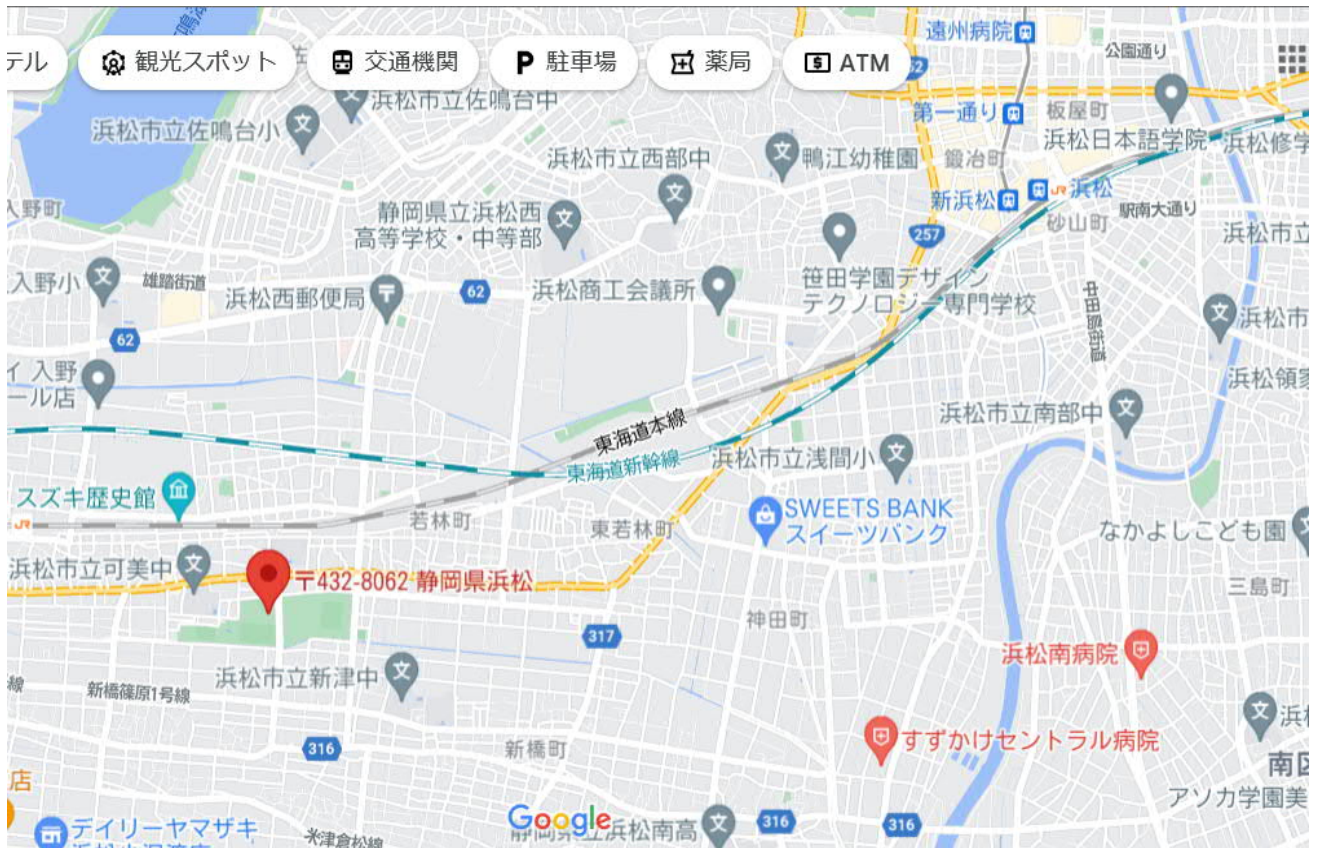 テル
観光スポット
交通機関
P 駐車場
薬局
ATM
遠州病院
公園通り
浜松市立佐鳴台中
浜松市立佐鳴台小
第一通り
板屋町
浜松日本語学院
浜松修学
浜松市立西部中
鴨江幼稚園
鍛冶町
入野町
静岡県立浜松西
高等学校・中等部
新浜松
JR 浜松
駅南大通り
砂山町
257
浜松市立
入野小
雄踏街道
浜松西郵便局
62
浜松商工会議所
笹田学園デザイン
テクノロジー専門学校
中田島街道
浜松市
62
イ 入野
ール店
浜松領家
浜松市立南部中
東海道本線
東海道新幹線
浜松市立浅間小
スズキ歴史館
JR
若林町
東若林町
SWEETS BANK
スイーツバンク
なかよしこども園
浜松市立可美中
〒432-8062 静岡県浜松
三島町
神田町
317
浜松南病院
浜松市立新津中
線
新橋篠原1号線
316
新橋町
すずかけセントラル病院
浜松
南区
店
アソカ学園美
デイリーヤマザキ
米津倉松線
Google
浜松南高
316
316